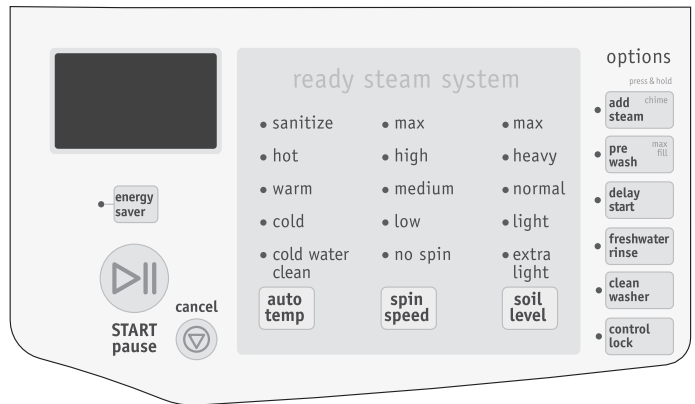 ready steam system
sanitize
hot
warm
cold
cold water
clean
auto
temp
max
high
medium
low
no spin
spin
speed
max
heavy
normal
light
extra
light
soil
level
energy
saver
START
pause
cancel
options
press & hold
add
steam
chime
pre
wash
max
fill
delay
start
freshwater
rinse
clean
washer
control
lock